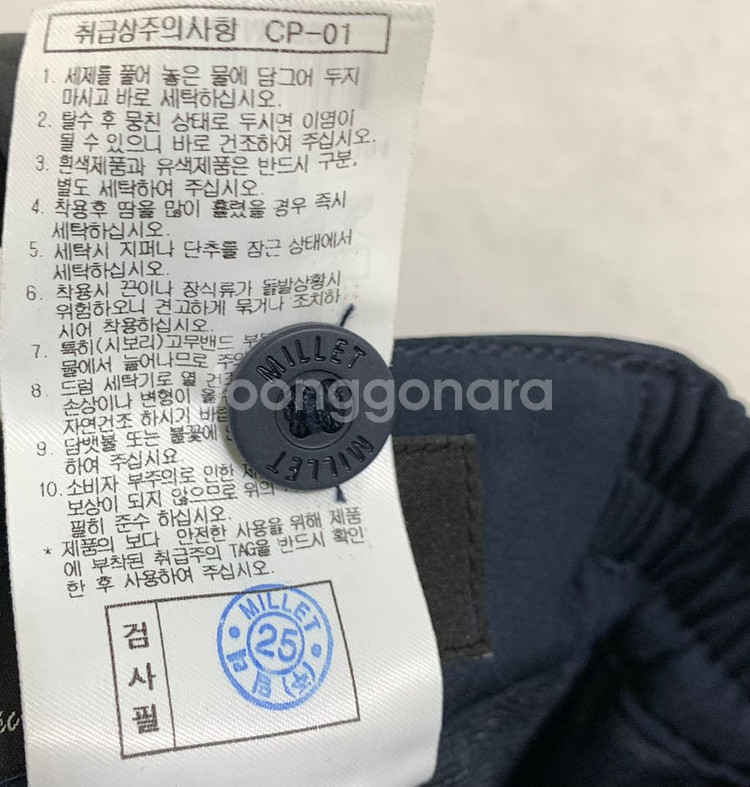 취급상주의사항 CP-01
1. 세제를 풀어 놓은 물에 담그어 두지
마시고 바로 세탁하십시오.
2. 탈수 후 뭉친 상태로 두시면 이염이
될 수 있으니 바로 건조하여 주십시오.
3. 흰색제품과 유색제품은 반드시 구분,
별도 세탁하여 주십시오.
4. 착용후 땀을 많이 흘렸을 경우 즉시
세탁하십시오.
5. 세탁시 지퍼나 단추를 잠근 상태에서
세탁하십시오.
6. 착용시 끈이나 장식류가 돌발상황시
위험하오니 견고하게 묶거나 조치하
시어 착용하십시오.
7. 특히(시보리)고무밴드
물에서 늘어나므로
8. 드럼 세탁기로 열
손상이나 변형이
자연건조 하시기
9. 담뱃불 또는 불꽃에
하여 주십시요
10. 소비자 부주의로 인한
보상이 되지 않으므로 위의
필히 준수 하십시오.
* 제품의 보다 안전한 사용을 위해 제품
에 부착된 취급주의 TAG을 반드시 확인
한 후 사용하여 주십시오.
MILLET
MILLET
joonggonara
검사필
MILLET
25